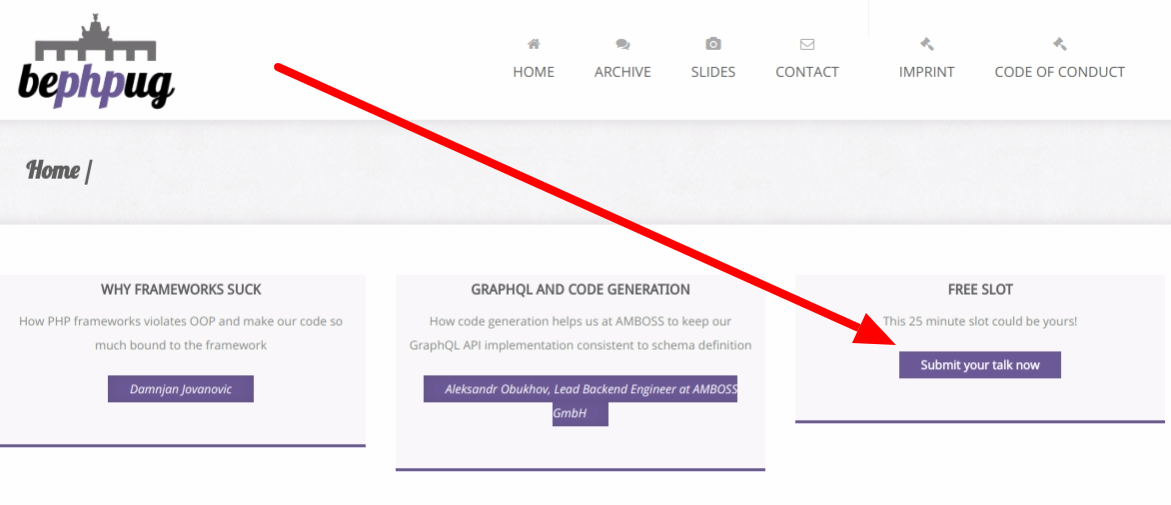 bephpug
HOME ARCHIVE SLIDES CONTACT IMPRINT CODE OF CONDUCT
Home /
WHY FRAMEWORKS SUCK
How PHP frameworks violates OOP and make our code so
much bound to the framework
Damnjan Jovanovic
GRAPHQL AND CODE GENERATION
How code generation helps us at AMBOSS to keep our
GraphQL API implementation consistent to schema definition
Aleksandr Obukhov, Lead Backend Engineer at AMBOSS
GmbH
FREE SLOT
This 25 minute slot could be yours!
Submit your talk now